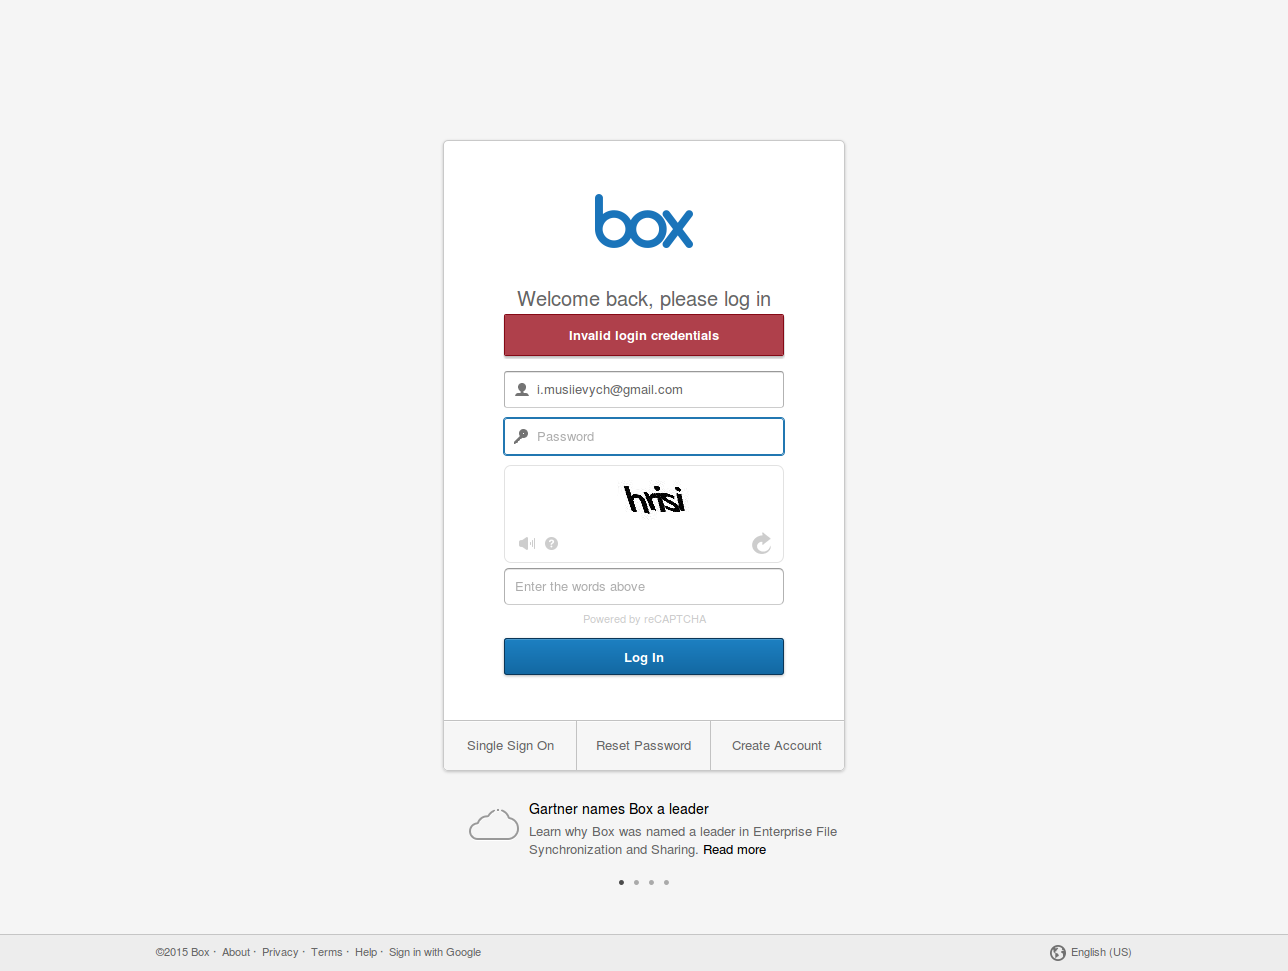 box
Welcome back, please log in
Invalid login credentials
i.musiievych@gmail.com
Password
hrisi
Enter the words above
Powered by reCAPTCHA
Log In
Single Sign On Reset Password Create Account
Gartner names Box a leader
Learn why Box was named a leader in Enterprise File
Synchronization and Sharing. Read more
©2015 Box · About · Privacy · Terms · Help · Sign in with Google English (US)